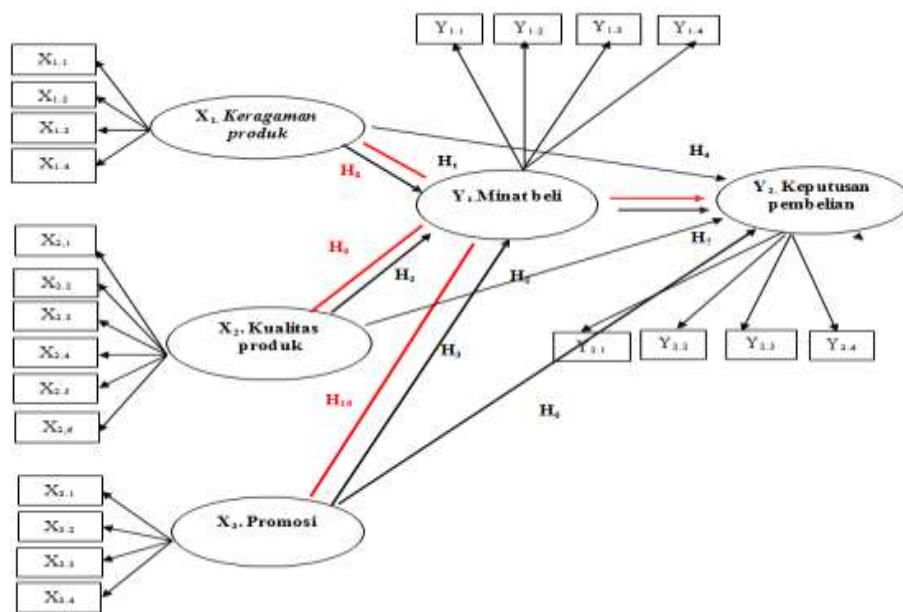 Y₁.₁
Y₁.₂
Y₁.₃
Y₁.₄
X₁.₁
X₁.₂
X₁.₃
X₁.₄
X₁. Keragaman
produk
H₁
H₈
H₄
Y₁.Minat beli
Y₂. Keputusan
pembelian
X₂.₁
X₂.₂
X₂.₃
X₂.₄
X₂.₅
X₂.₆
H₉
H₂
H₅
H₇
X₂. Kualitas
produk
H₃
H₁₀
H₆
Y₂.₁
Y₂.₂
Y₂.₃
Y₂.₄
X₃.₁
X₃.₂
X₃.₃
X₃.₄
X₃. Promosi